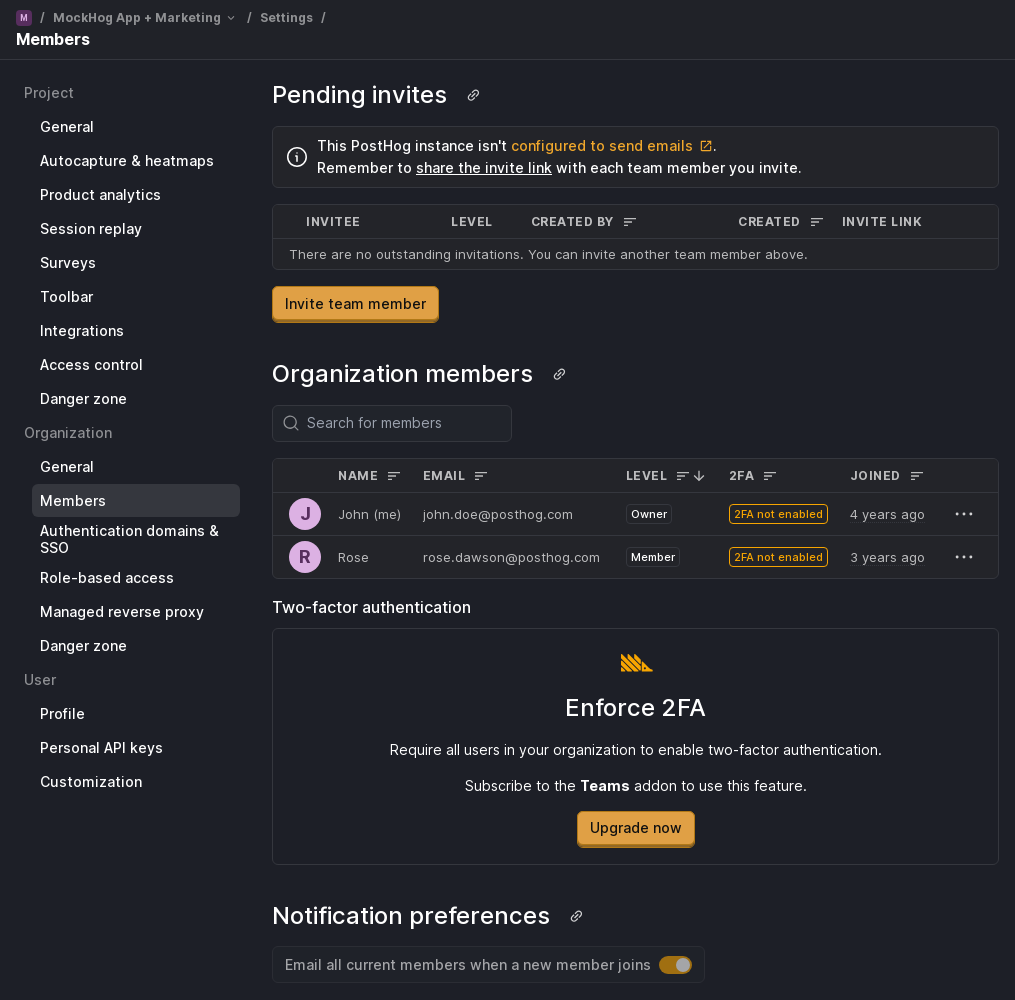 M / MockHog App + Marketing / Settings /
Members
Project
General
Autocapture & heatmaps
Product analytics
Session replay
Surveys
Toolbar
Integrations
Access control
Danger zone
Organization
General
Members
Authentication domains &
SSO
Role-based access
Managed reverse proxy
Danger zone
User
Profile
Personal API keys
Customization
Pending invites
This PostHog instance isn't configured to send emails .
Remember to share the invite link with each team member you invite.
INVITEE LEVEL CREATED BY CREATED INVITE LINK
There are no outstanding invitations. You can invite another team member above.
Invite team member
Organization members
Search for members
NAME EMAIL LEVEL 2FA JOINED
J John (me) john.doe@posthog.com Owner 2FA not enabled 4 years ago
R Rose rose.dawson@posthog.com Member 2FA not enabled 3 years ago
Two-factor authentication
Enforce 2FA
Require all users in your organization to enable two-factor authentication.
Subscribe to the Teams addon to use this feature.
Upgrade now
Notification preferences
Email all current members when a new member joins